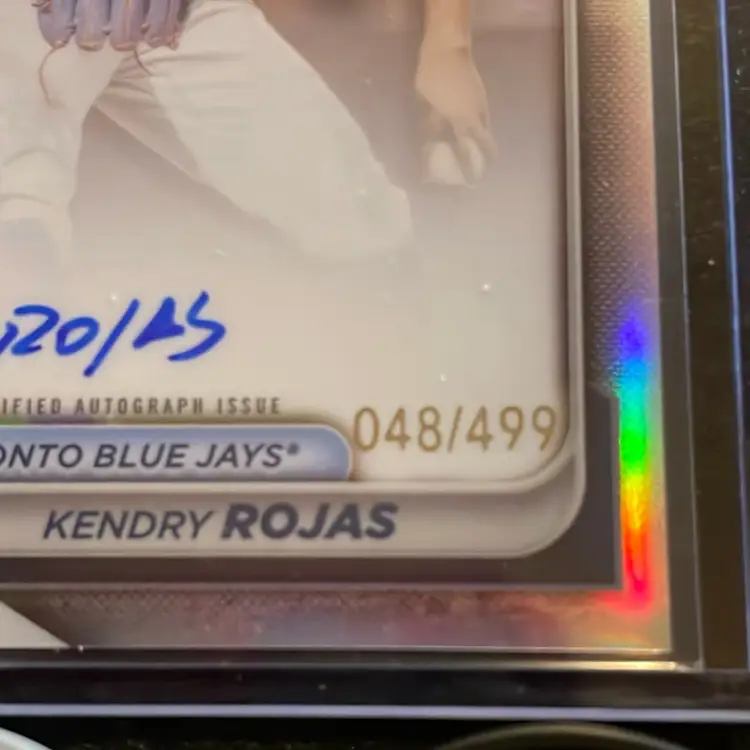 IFIED AUTOGRAPH ISSUE
048/499
ONTO BLUE JAYS®
KENDRY ROJAS